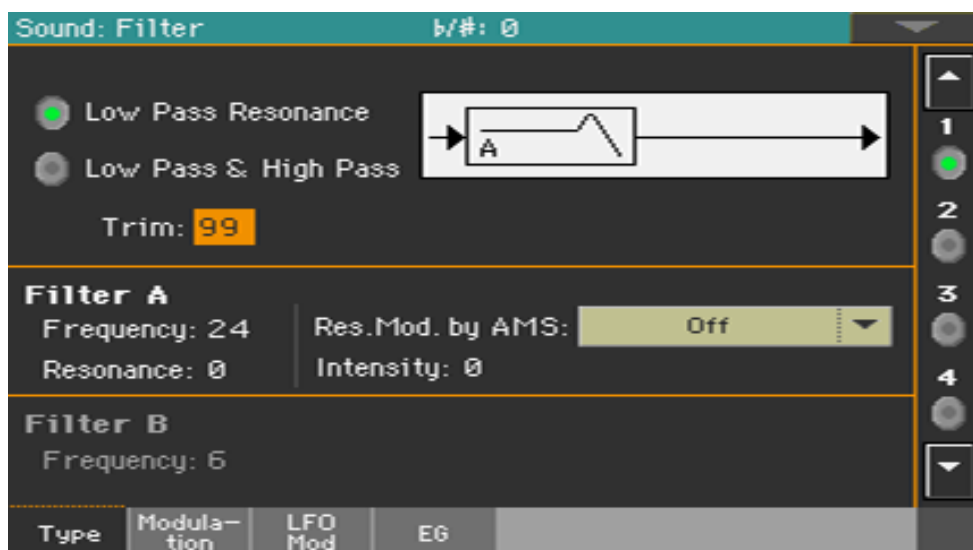 Sound: Filter ♭/#: 0
Low Pass Resonance
Low Pass & High Pass
A
Trim: 99
1
2
3
4
Filter A
Frequency: 24
Resonance: 0
Res.Mod. by AMS: Off
Intensity: 0
Filter B
Frequency: 6
Type
Modula-
tion
LFO
Mod
EG